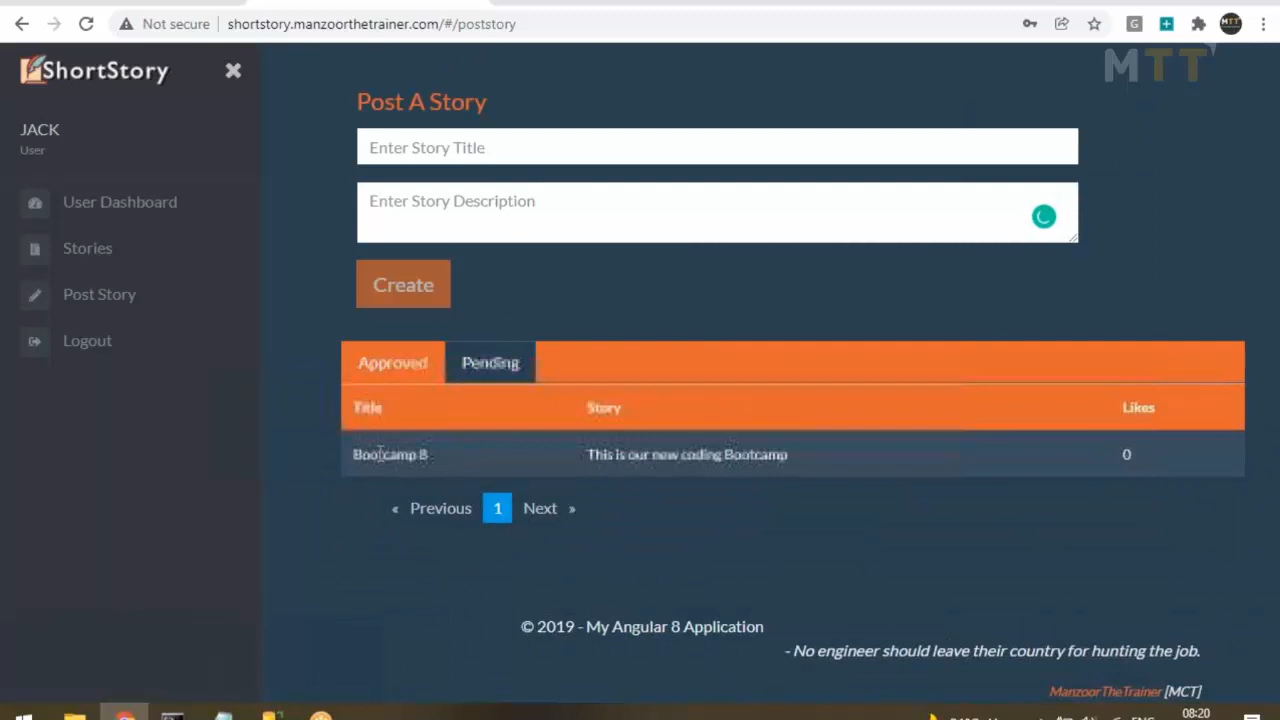 Not secure
shortstory.manzoorthetrainer.com/#/poststory
G
MTT
ShortStory
MTT
JACK
User
User Dashboard
Stories
Post Story
Logout
Post A Story
Enter Story Title
Enter Story Description
Create
Approved Pending
Title Story Likes
Bootcamp 8 This is our new coding Bootcamp 0
« Previous 1 Next »
© 2019 - My Angular 8 Application
- No engineer should leave their country for hunting the job.
ManzoorTheTrainer [MCT]
08:20